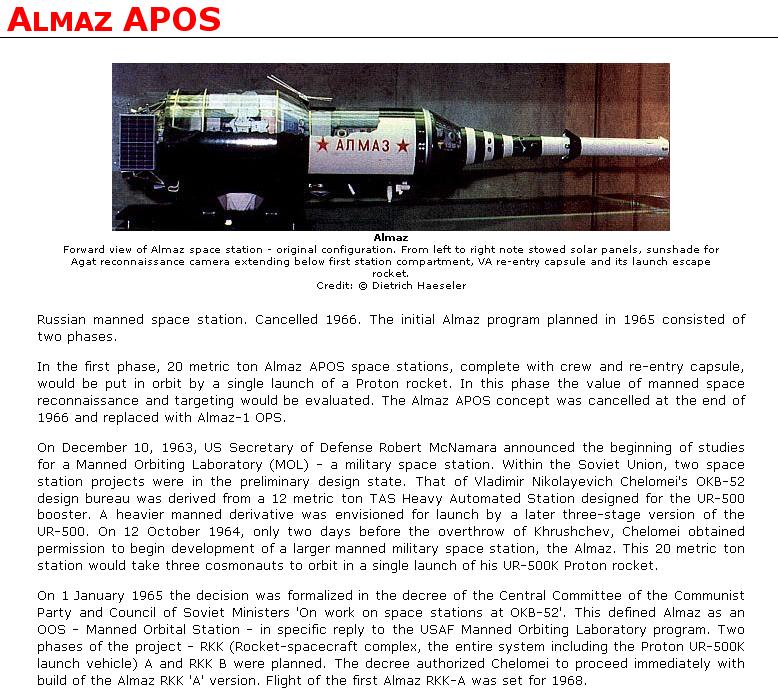 ALMAZ APOS
★ АЛМАЗ ★
Almaz
Forward view of Almaz space station - original configuration. From left to right note stowed solar panels, sunshade for
Agat reconnaissance camera extending below first station compartment, VA re-entry capsule and its launch escape
rocket.
Credit: © Dietrich Haeseler
Russian manned space station. Cancelled 1966. The initial Almaz program planned in 1965 consisted of
two phases.
In the first phase, 20 metric ton Almaz APOS space stations, complete with crew and re-entry capsule,
would be put in orbit by a single launch of a Proton rocket. In this phase the value of manned space
reconnaissance and targeting would be evaluated. The Almaz APOS concept was cancelled at the end of
1966 and replaced with Almaz-1 OPS.
On December 10, 1963, US Secretary of Defense Robert McNamara announced the beginning of studies
for a Manned Orbiting Laboratory (MOL) - a military space station. Within the Soviet Union, two space
station projects were in the preliminary design state. That of Vladimir Nikolayevich Chelomei's OKB-52
design bureau was derived from a 12 metric ton TAS Heavy Automated Station designed for the UR-500
booster. A heavier manned derivative was envisioned for launch by a later three-stage version of the
UR-500. On 12 October 1964, only two days before the overthrow of Khrushchev, Chelomei obtained
permission to begin development of a larger manned military space station, the Almaz. This 20 metric ton
station would take three cosmonauts to orbit in a single launch of his UR-500K Proton rocket.
On 1 January 1965 the decision was formalized in the decree of the Central Committee of the Communist
Party and Council of Soviet Ministers 'On work on space stations at OKB-52'. This defined Almaz as an
OOS - Manned Orbital Station - in specific reply to the USAF Manned Orbiting Laboratory program. Two
phases of the project - RKK (Rocket-spacecraft complex, the entire system including the Proton UR-500K
launch vehicle) A and RKK B were planned. The decree authorized Chelomei to proceed immediately with
build of the Almaz RKK 'A' version. Flight of the first Almaz RKK-A was set for 1968.